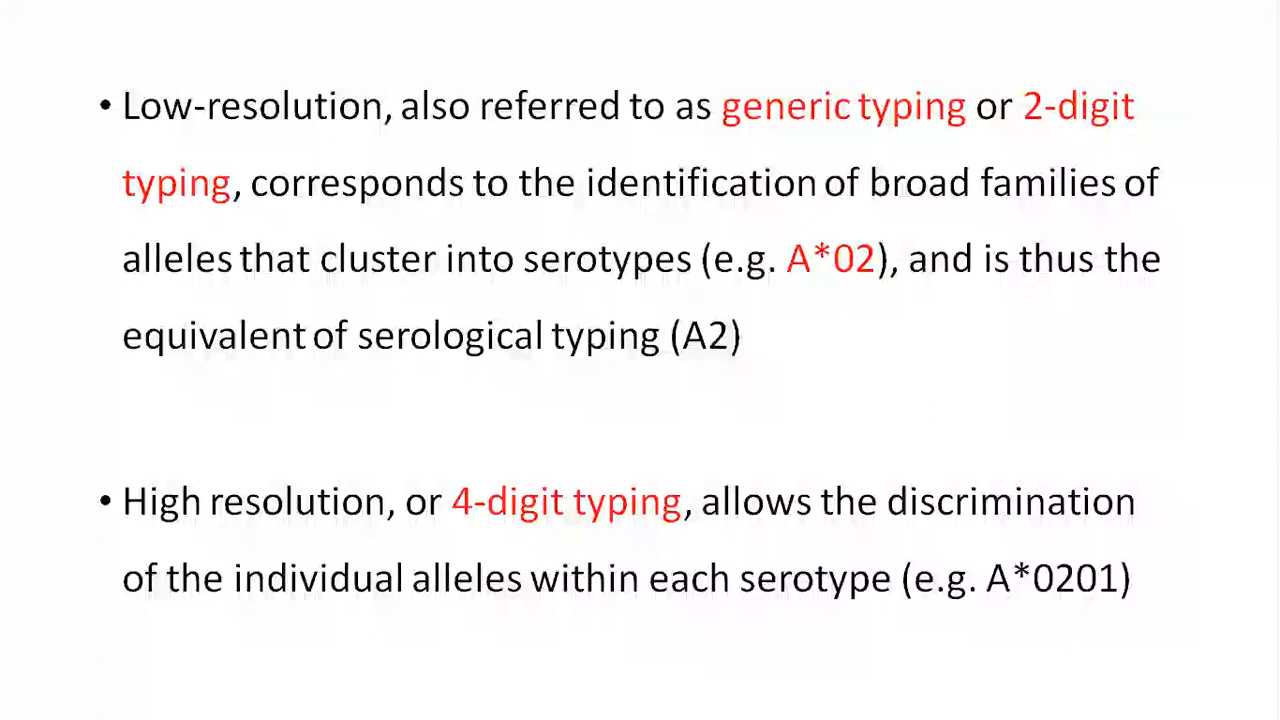 • Low-resolution, also referred to as generic typing or 2-digit
typing, corresponds to the identification of broad families of
alleles that cluster into serotypes (e.g. A*02), and is thus the
equivalent of serological typing (A2)
• High resolution, or 4-digit typing, allows the discrimination
of the individual alleles within each serotype (e.g. A*0201)